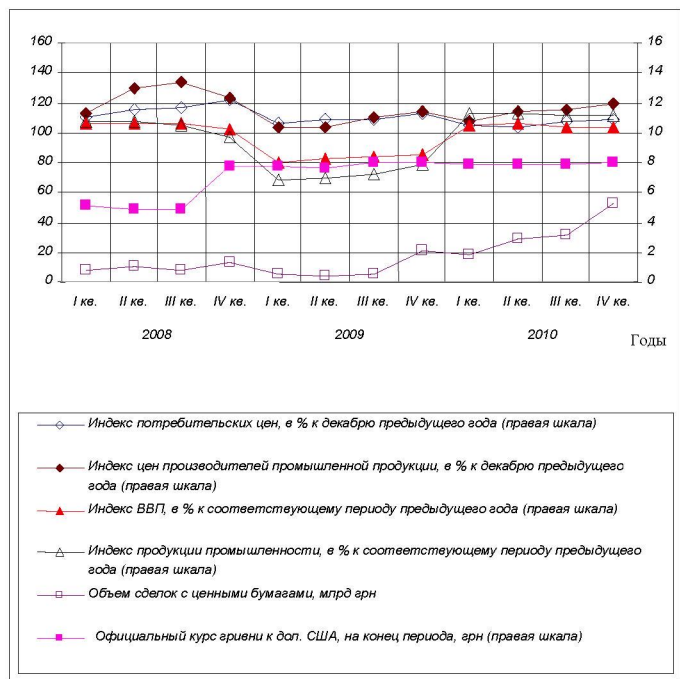 160 16
140 14
120 12
100 10
80 8
60 6
40 4
20 2
0 0
I кв. II кв. III кв. IV кв. I кв. II кв. III кв. IV кв. I кв. II кв. III кв. IV кв.
2008 2009 2010 Годы
Индекс потребительских цен, в % к декабрю предыдущего года (правая шкала)
Индекс цен производителей промышленной продукции, в % к декабрю предыдущего
года (правая шкала)
Индекс ВВП, в % к соответствующему периоду предыдущего года (правая шкала)
Индекс продукции промышленности, в % к соответствующему периоду предыдущего
года (правая шкала)
Объем сделок с ценными бумагами, млрд грн
Официальный курс гривни к дол. США, на конец периода, грн (правая шкала)